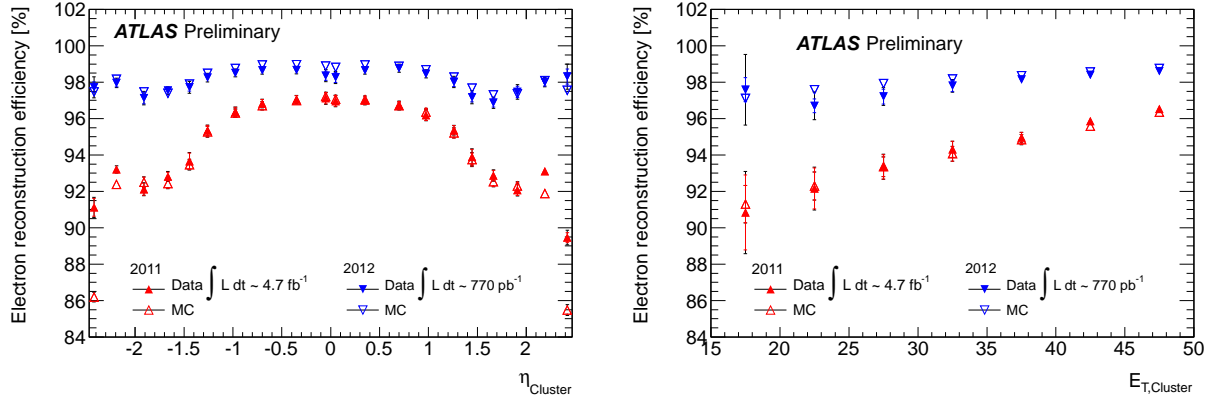 Electron reconstruction efficiency [%]
102
100
98
96
94
92
90
88
86
84
ATLAS Preliminary
2011
Data ∫ L dt ~ 4.7 fb⁻¹
MC
2012
Data ∫ L dt ~ 770 pb⁻¹
MC
-2 -1.5 -1 -0.5 0 0.5 1 1.5 2
η_Cluster
Electron reconstruction efficiency [%]
102
100
98
96
94
92
90
88
86
84
ATLAS Preliminary
2011
Data ∫ L dt ~ 4.7 fb⁻¹
MC
2012
Data ∫ L dt ~ 770 pb⁻¹
MC
15 20 25 30 35 40 45 50
E_T,Cluster